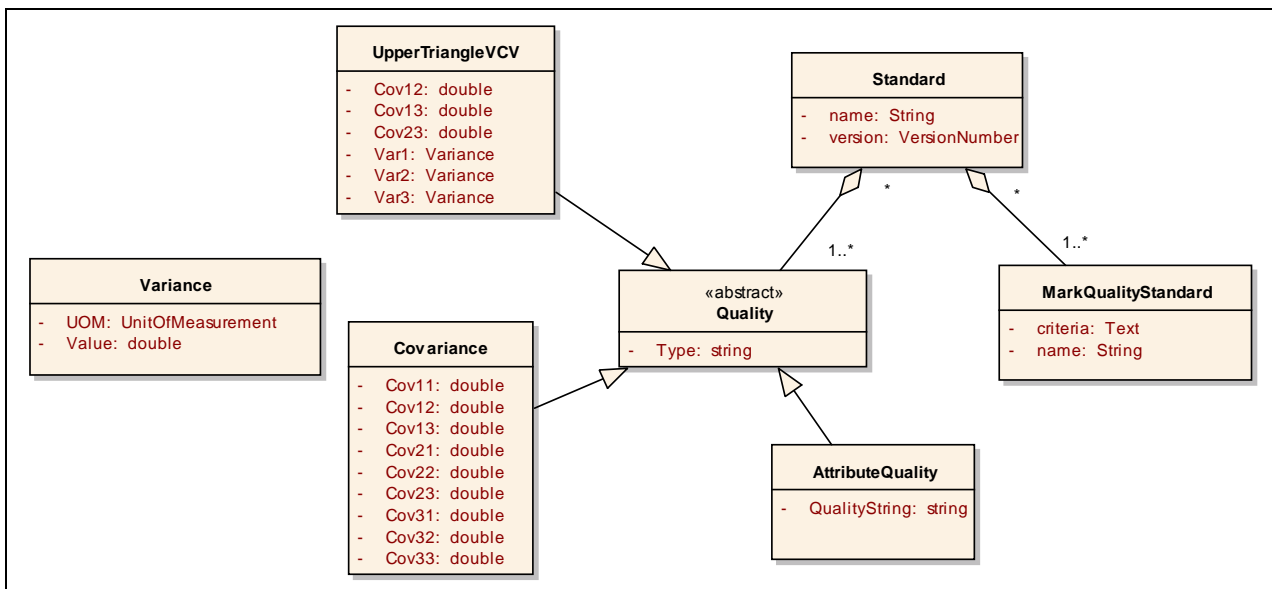 UpperTriangleVCV
- Cov12: double
- Cov13: double
- Cov23: double
- Var1: Variance
- Var2: Variance
- Var3: Variance
Standard
- name: String
- version: VersionNumber
*
*
1..*
1..*
Variance
- UOM: UnitOfMeasurement
- Value: double
«abstract»
Quality
- Type: string
MarkQualityStandard
- criteria: Text
- name: String
Covariance
- Cov11: double
- Cov12: double
- Cov13: double
- Cov21: double
- Cov22: double
- Cov23: double
- Cov31: double
- Cov32: double
- Cov33: double
AttributeQuality
- QualityString: string